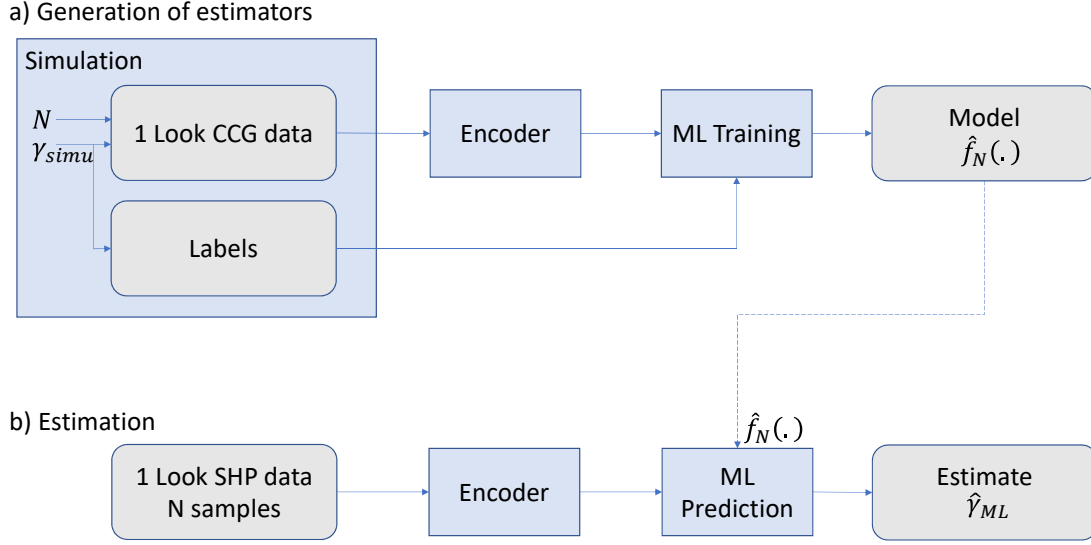 a) Generation of estimators
Simulation
N
γsimu
1 Look CCG data
Encoder
ML Training
Model
f̂N(.)
Labels
b) Estimation
f̂N(.)
1 Look SHP data
N samples
Encoder
ML
Prediction
Estimate
γ̂ML